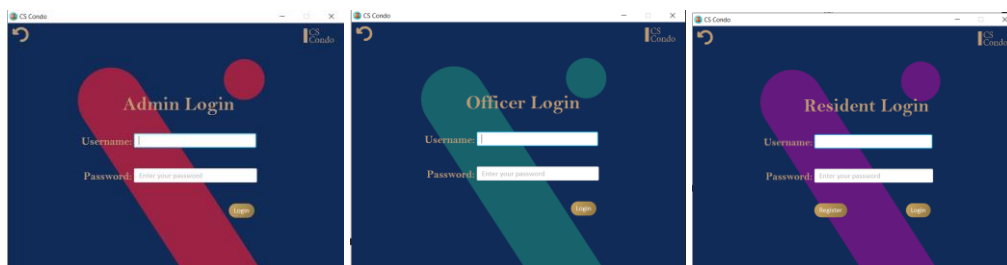 CS Condo
CS
Condo
Admin Login
Username:
Password: Enter your password
Login
CS Condo
CS
Condo
Officer Login
Username:
Password: Enter your password
Login
CS Condo
CS
Condo
Resident Login
Username:
Password: Enter your password
Register Login